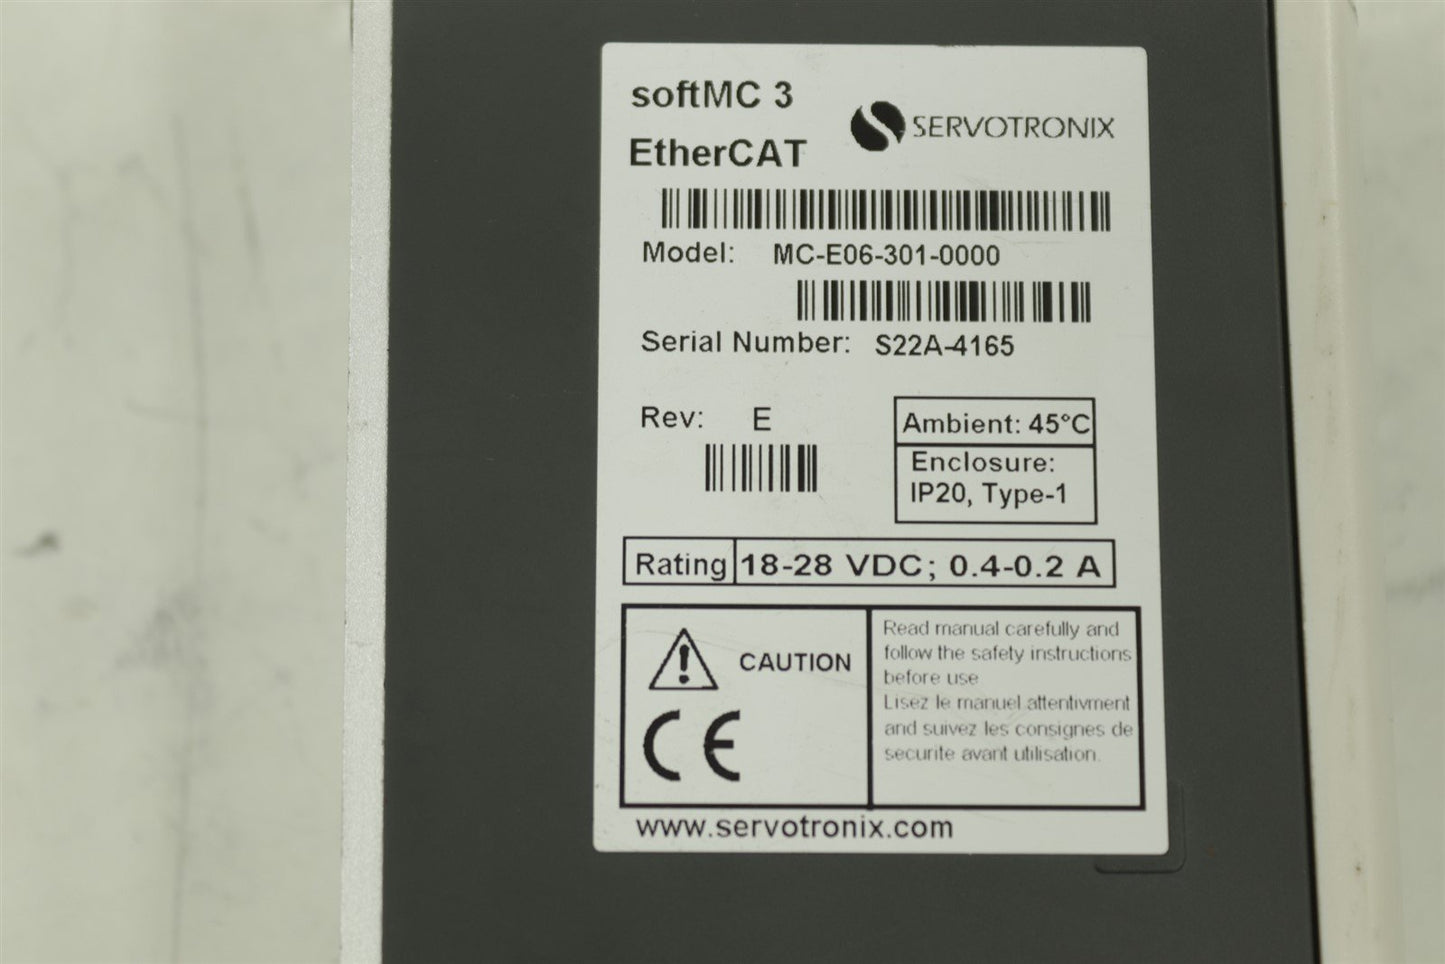 softMC 3
SERVOTRONIX
EtherCAT
Model: MC-E06-301-0000
Serial Number: S22A-4165
Rev: E
Ambient: 45°C
Enclosure:
IP20, Type-1
Rating 18-28 VDC; 0.4-0.2 A
CAUTION
CE
Read manual carefully and
follow the safety instructions
before use
Lisez le manuel attentivment
and suivez les consignes de
securite avant utilisation.
www.servotronix.com